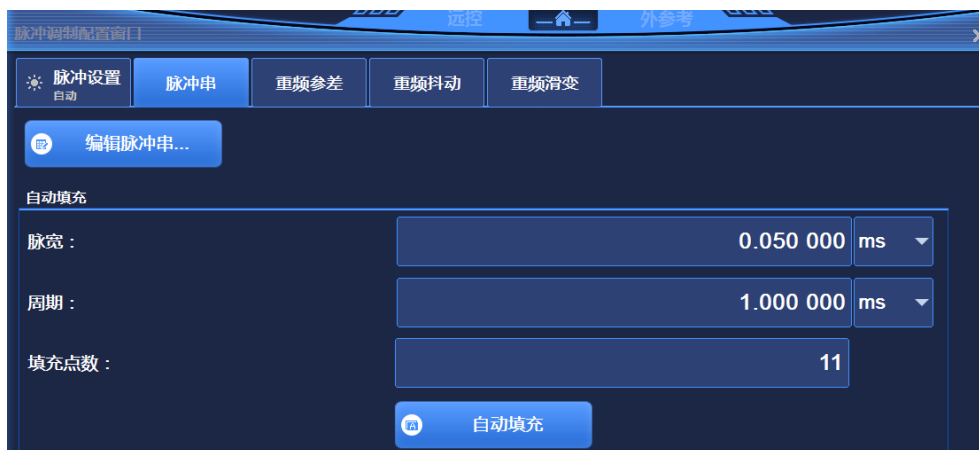 远控 外参考
脉冲调制配置窗口
脉冲设置
自动
脉冲串
重频参差
重频抖动
重频滑变
编辑脉冲串...
自动填充
脉宽： 0.050 000 ms
周期： 1.000 000 ms
填充点数： 11
自动填充